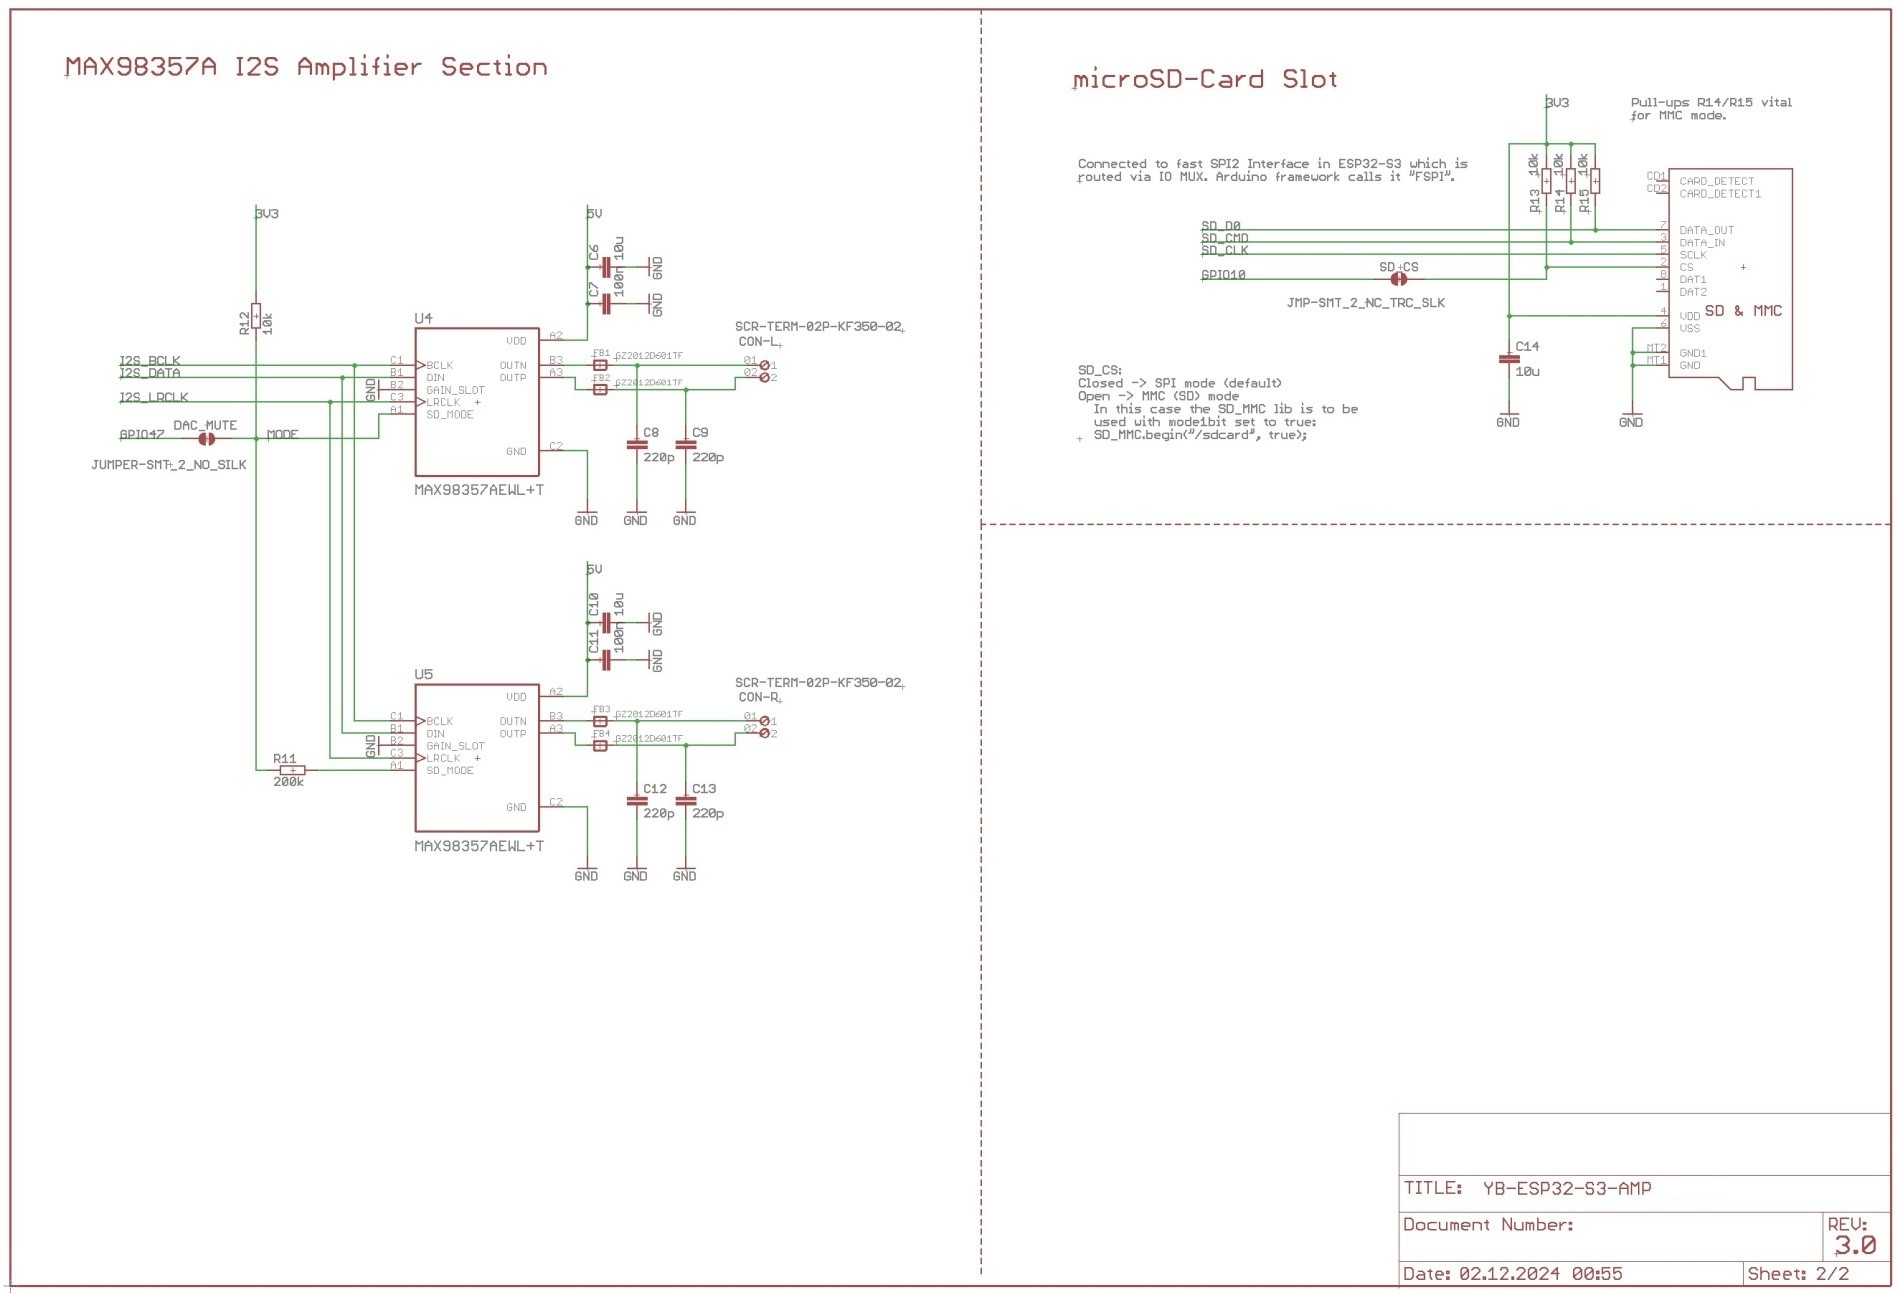 MAX98357A I2S Amplifier Section
3V3
R12
10k
I2S_BCLK
I2S_DATA
I2S_LRCLK
GPIO47
DAC_MUTE
MODE
JUMPER-SMT_2_NO_SILK
5V
C6
10u
GND
C7
100n
GND
U4
C1 BCLK
B1 DIN
GND
B2 GAIN_SLOT
C3 LRCLK
A1 SD_MODE
VDD A2
OUTN B3
OUTP A3
GND C2
MAX98357AEWL+T
FB1 GZ2012D601TF
FB2 GZ2012D601TF
SCR-TERM-02P-KF350-02
CON-L
01 1
02 2
C8
220p
C9
220p
GND
GND
GND
5V
C10
10u
GND
C11
100n
GND
U5
C1 BCLK
B1 DIN
GND
B2 GAIN_SLOT
C3 LRCLK
A1 SD_MODE
VDD A2
OUTN B3
OUTP A3
GND C2
MAX98357AEWL+T
R11
200k
FB3 GZ2012D601TF
FB4 GZ2012D601TF
SCR-TERM-02P-KF350-02
CON-R
01 1
02 2
C12
220p
C13
220p
GND
GND
GND
microSD-Card Slot
3V3
Pull-ups R14/R15 vital
for MMC mode.
Connected to fast SPI2 Interface in ESP32-S3 which is
routed via IO MUX. Arduino framework calls it "FSPI".
R13
10k
R14
10k
R15
10k
SD_D0
SD_CMD
SD_CLK
GPIO10
SD_CS
JMP-SMT_2_NC_TRC_SLK
CD1 CARD_DETECT
CD2 CARD_DETECT1
7 DATA_OUT
3 DATA_IN
5 SCLK
2 CS
8 DAT1
1 DAT2
4 VDD
6 VSS
MT2 GND1
MT1 GND
SD & MMC
C14
10u
GND
GND
SD_CS:
Closed -> SPI mode (default)
Open -> MMC (SD) mode
In this case the SD_MMC lib is to be
used with mode1bit set to true:
SD_MMC.begin("/sdcard", true);
TITLE: YB-ESP32-S3-AMP
Document Number:
REV:
3.0
Date: 02.12.2024 00:55
Sheet: 2/2